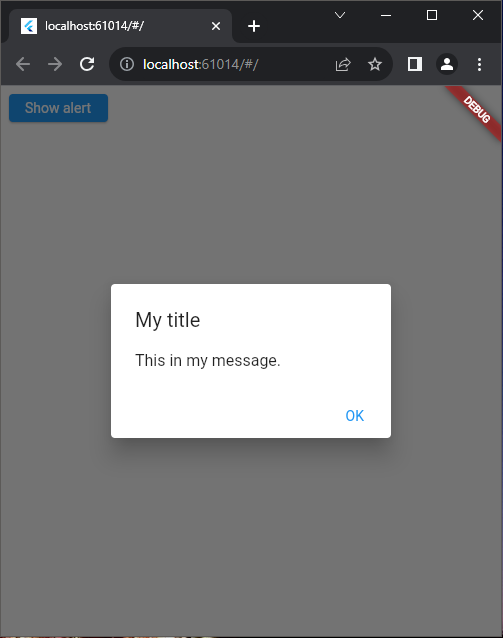 localhost:61014/#/
localhost:61014/#/
Show alert
DEBUG
My title
This in my message.
OK